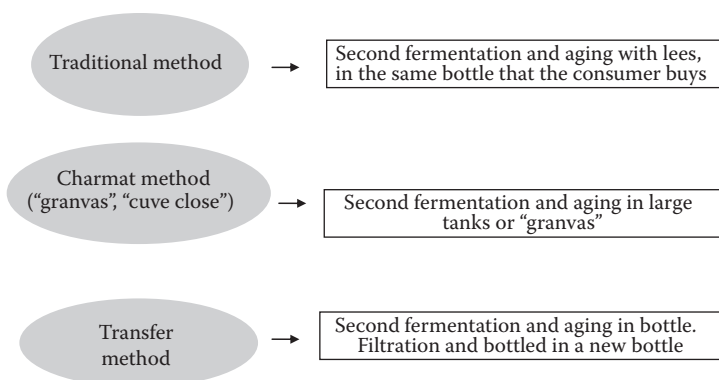 Traditional method
Second fermentation and aging with lees,
in the same bottle that the consumer buys
Charmat method
(“granvas”, “cuve close”)
Second fermentation and aging in large
tanks or “granvas”
Transfer
method
Second fermentation and aging in bottle.
Filtration and bottled in a new bottle